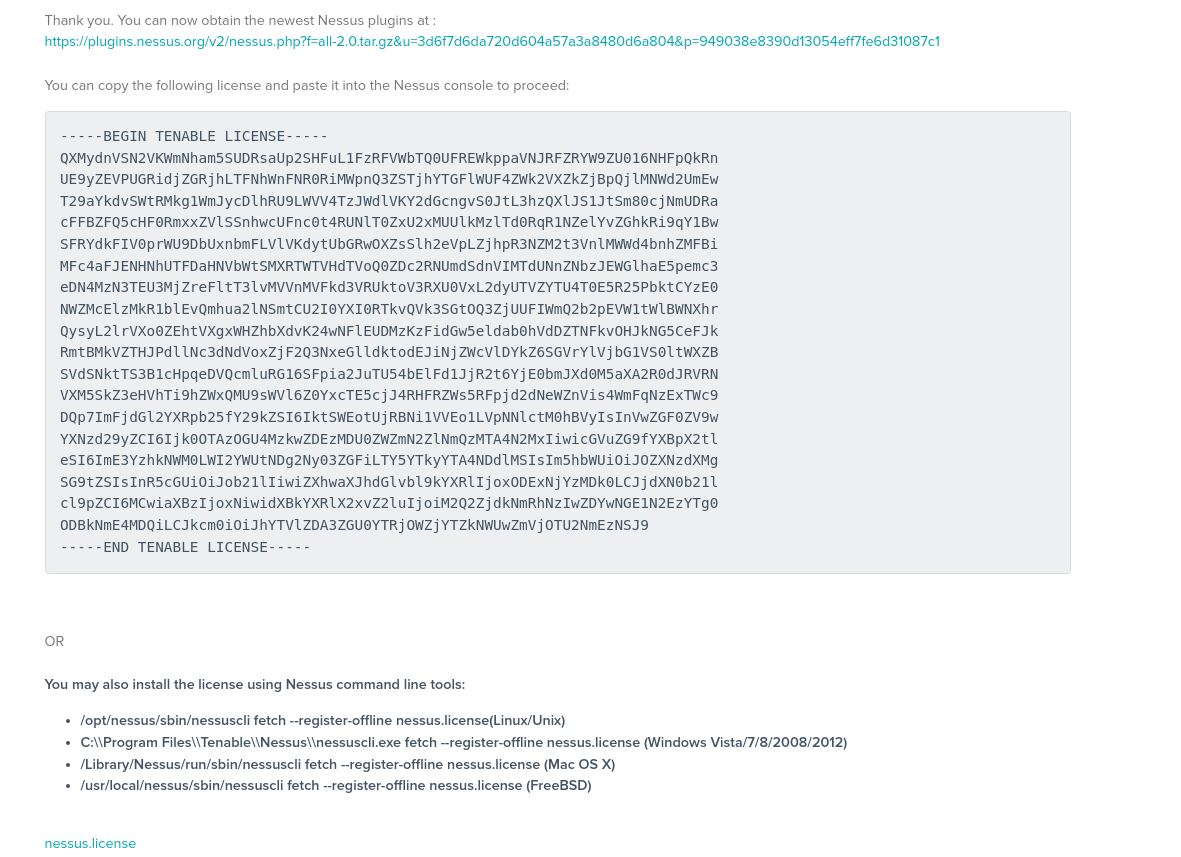 Thank you. You can now obtain the newest Nessus plugins at :
https://plugins.nessus.org/v2/nessus.php?f=all-2.0.tar.gz&u=3d6f7d6da720d604a57a3a8480d6a804&p=949038e8390d13054eff7fe6d31087c1
You can copy the following license and paste it into the Nessus console to proceed:
-----BEGIN TENABLE LICENSE-----
QXMydnVSN2VKWmNham5SUDRsaUp2SHFuL1FzRFVWbTQ0UFREWkppaVNJRFZRYW9ZU016NHFpQkRn
UE9yZEVPUGRidjZGRjhLTFNhWnFNR0RiMWpnQ3ZSTjhYTGFlWUF4ZWk2VXZkZjBpQjlMNWd2UmEw
T29aYkdvSWtRMkg1WmJycDlhRU9LWVV4TzJWdlVKY2dGcngvS0JtL3hzQXlJS1JtSm80cjNmUDRa
cFFBZFQ5cHF0RmxxZVlSSnhwcUFnc0t4RUNlT0ZxU2xMUUlkMzlTd0RqR1NZelYvZGhkRi9qY1Bw
SFRYdkFIV0prWU9DbUxnbmFLVlVKdytUbGRwOXZsSlh2eVpLZjhpR3NZM2t3VnlMWWd4bnhZMFBi
MFc4aFJENHNhUTFDaHNVbWtSMXRTWTVHdTVoQ0ZDc2RNUmdSdnVIMTdUNnZNbzJEWGlhaE5pemc3
eDN4MzN3TEU3MjZreFltT3lvMVVnMVFkd3VRUktoV3RXU0VxL2dyUTVZYTU4T0E5R25PbktCYzE0
NWZMcElzMkR1blEvQmhua2lNSmtCU2I0YXI0RTkvQVk3SGtOQ3ZjUUFIWmQ2b2pEVW1tWlBWNXhr
QysyL2lrVXo0ZEhtVXgxWHZhbXdvK24wNFlEUDMzKzFidGw5eldab0hVdDZTNFkvOHJkNG5CeFJk
RmtBMkVZTHJPdllNc3dNdVoxZjF2Q3NxeGlldktodEJiNjZWcVlDYkZ6SGVrYlVjbG1VS0ltWXZB
SVdSNktTS3B1cHpqeDVQcmluRG16SFpia2JuTU54bElFd1JjR2t6YjE0bmJXd0M5aXA2R0dJRVRN
VXM5SkZ3eHVhTi9hZWxQMU9sWVl6Z0YxcTE5cjJ4RHFRZWs5RFpjd2dNeWZnVis4WmFqNzExTWc9
DQp7ImFjdGl2YXRpb25fY29kZSI6IktSWEotUjRBNi1VVEo1LVpNNlctM0hBVyIsInVwZGF0ZV9w
YXNzd29yZCI6Ijk0OTAzOGU4MzkwZDEzMDU0ZWZmN2ZlNmQzMTA4N2MxIiwicGVuZG9fYXBpX2tl
eSI6ImE3YzhkNWM0LWI2YWUtNDg2Ny03ZGFiLTY5YTkyYTA4NDdlMSIsIm5hbWUiOiJOZXNzdXMg
SG9tZSIsInR5cGUiOiJob21lIiwiZXhwaXJhdGlvbl9kYXRlIjoxODExNjYzMDk0LCJjdXN0b21l
cl9pZCI6MCwiaXBzIjoxNiwidXBkYXRlX2xvZ2luIjoiM2Q2ZjdkNmRhNzIwZDYwNGE1N2EzYTg0
ODBkNmE4MDQiLCJkcm0iOiJhYTVlZDA3ZGU0YTRjOWZjYTZkNWUwZmVjOTU2NmEzNSJ9
-----END TENABLE LICENSE-----
OR
You may also install the license using Nessus command line tools:
• /opt/nessus/sbin/nessuscli fetch --register-offline nessus.license(Linux/Unix)
• C:\\Program Files\\Tenable\\Nessus\\nessuscli.exe fetch --register-offline nessus.license (Windows Vista/7/8/2008/2012)
• /Library/Nessus/run/sbin/nessuscli fetch --register-offline nessus.license (Mac OS X)
• /usr/local/nessus/sbin/nessuscli fetch --register-offline nessus.license (FreeBSD)
nessus.license